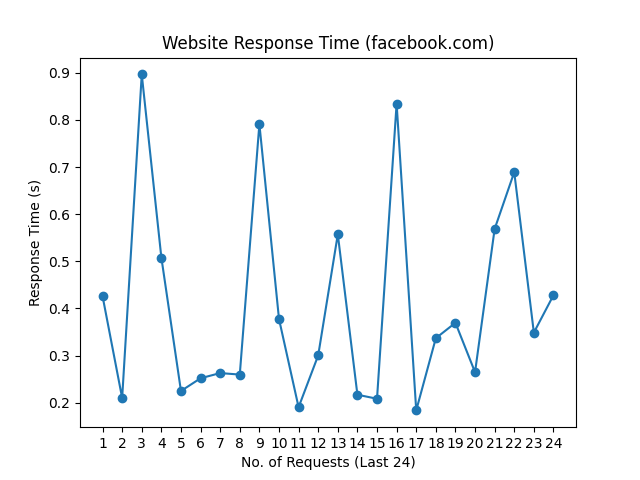 Website Response Time (facebook.com)
0.9
0.8
0.7
0.6
0.5
0.4
0.3
0.2
Response Time (s)
1 2 3 4 5 6 7 8 9 10 11 12 13 14 15 16 17 18 19 20 21 22 23 24
No. of Requests (Last 24)